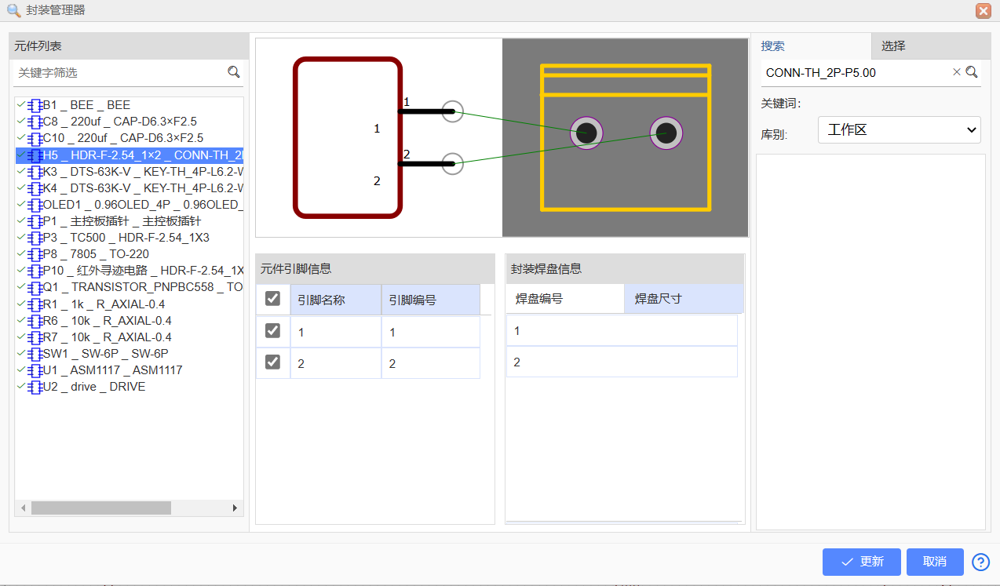 封装管理器
元件列表
关键字筛选
B1 _ BEE _ BEE
C8 _ 220uf _ CAP-D6.3×F2.5
C10 _ 220uf _ CAP-D6.3×F2.5
H5 _ HDR-F-2.54_1×2 _ CONN-TH_2
K3 _ DTS-63K-V _ KEY-TH_4P-L6.2-W
K4 _ DTS-63K-V _ KEY-TH_4P-L6.2-W
OLED1 _ 0.96OLED_4P _ 0.96OLED_
P1 _ 主控板插针 _ 主控板插针
P3 _ TC500 _ HDR-F-2.54_1X3
P8 _ 7805 _ TO-220
P10 _ 红外寻迹电路 _ HDR-F-2.54_1X
Q1 _ TRANSISTOR_PNPBC558 _ TO
R1 _ 1k _ R_AXIAL-0.4
R6 _ 10k _ R_AXIAL-0.4
R7 _ 10k _ R_AXIAL-0.4
SW1 _ SW-6P _ SW-6P
U1 _ ASM1117 _ ASM1117
U2 _ drive _ DRIVE
1
1
2
2
元件引脚信息
引脚名称 引脚编号
1 1
2 2
封装焊盘信息
焊盘编号 焊盘尺寸
1
2
搜索 选择
CONN-TH_2P-P5.00
关键词：
库别: 工作区
更新 取消